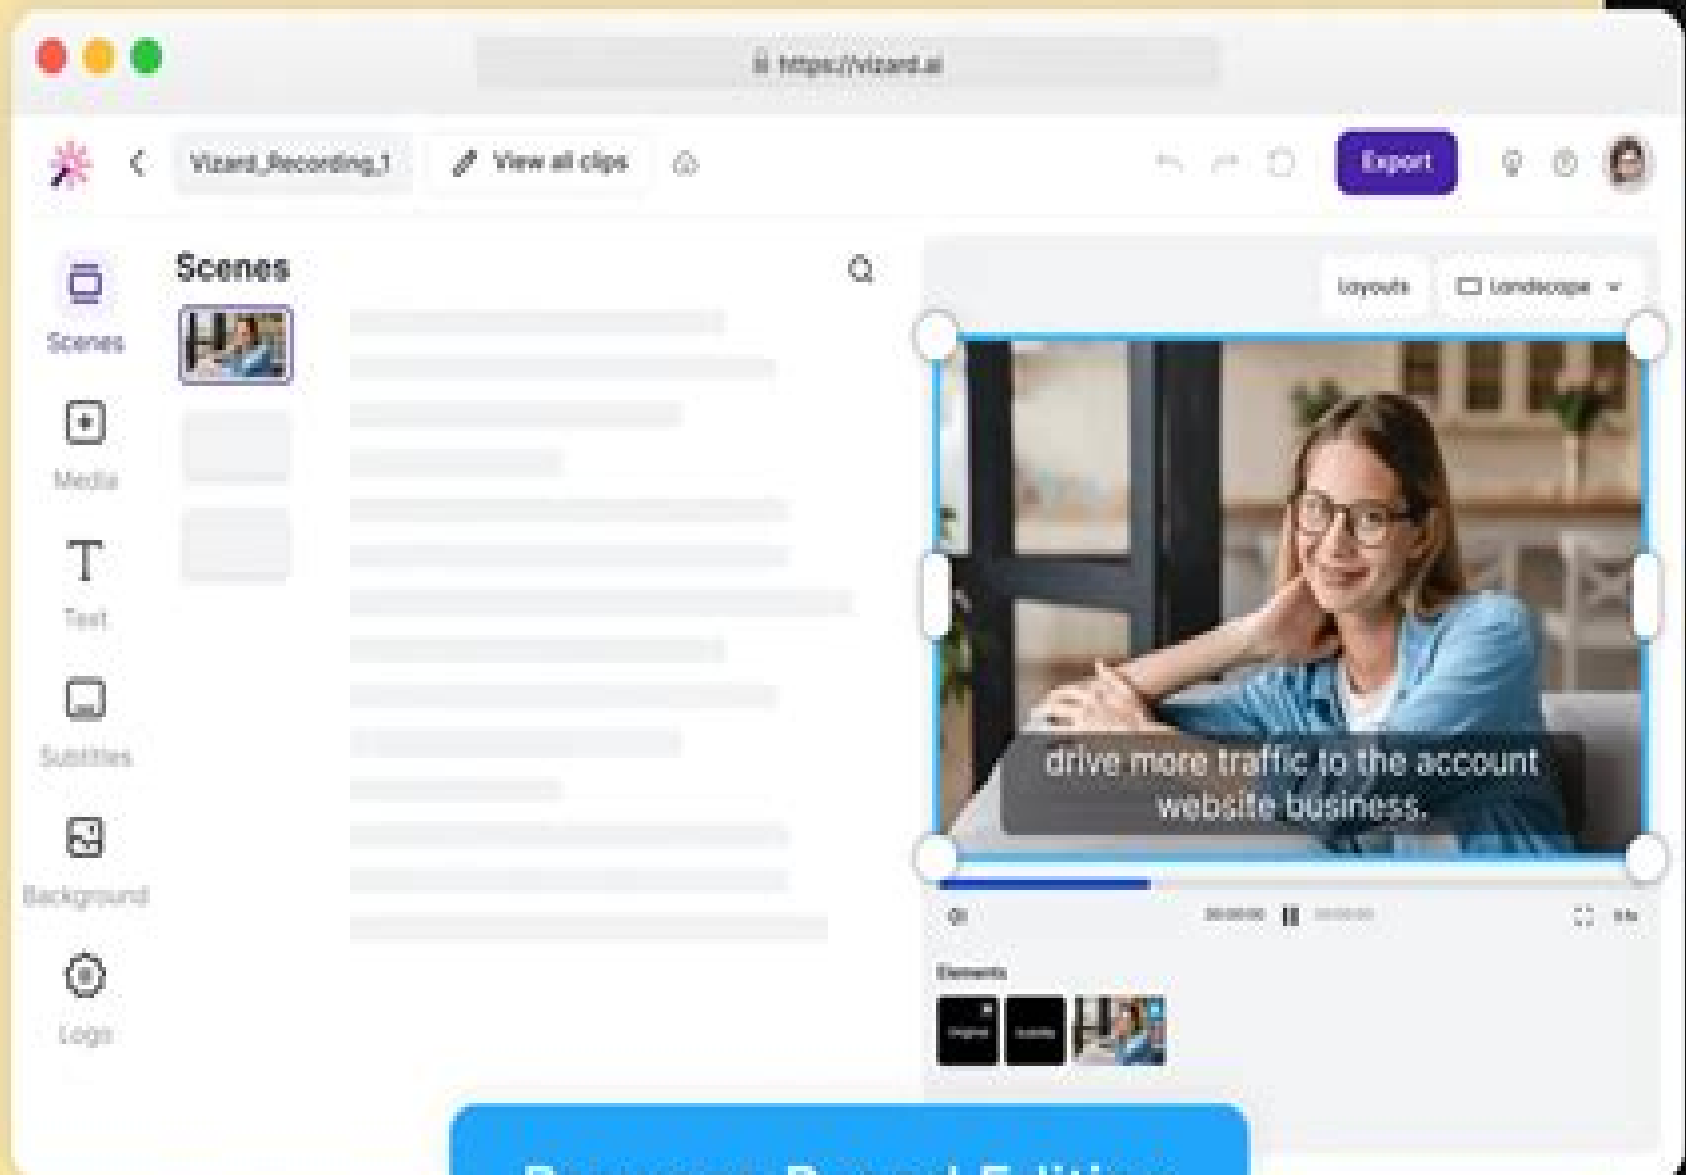 https://vizard.ai
Vizard_Recording_1
View all clips
Export
Scenes
Layouts
Landscape
Scenes
Media
Text
Subtitles
Background
Logo
drive more traffic to the account
website business.
Elements
Original